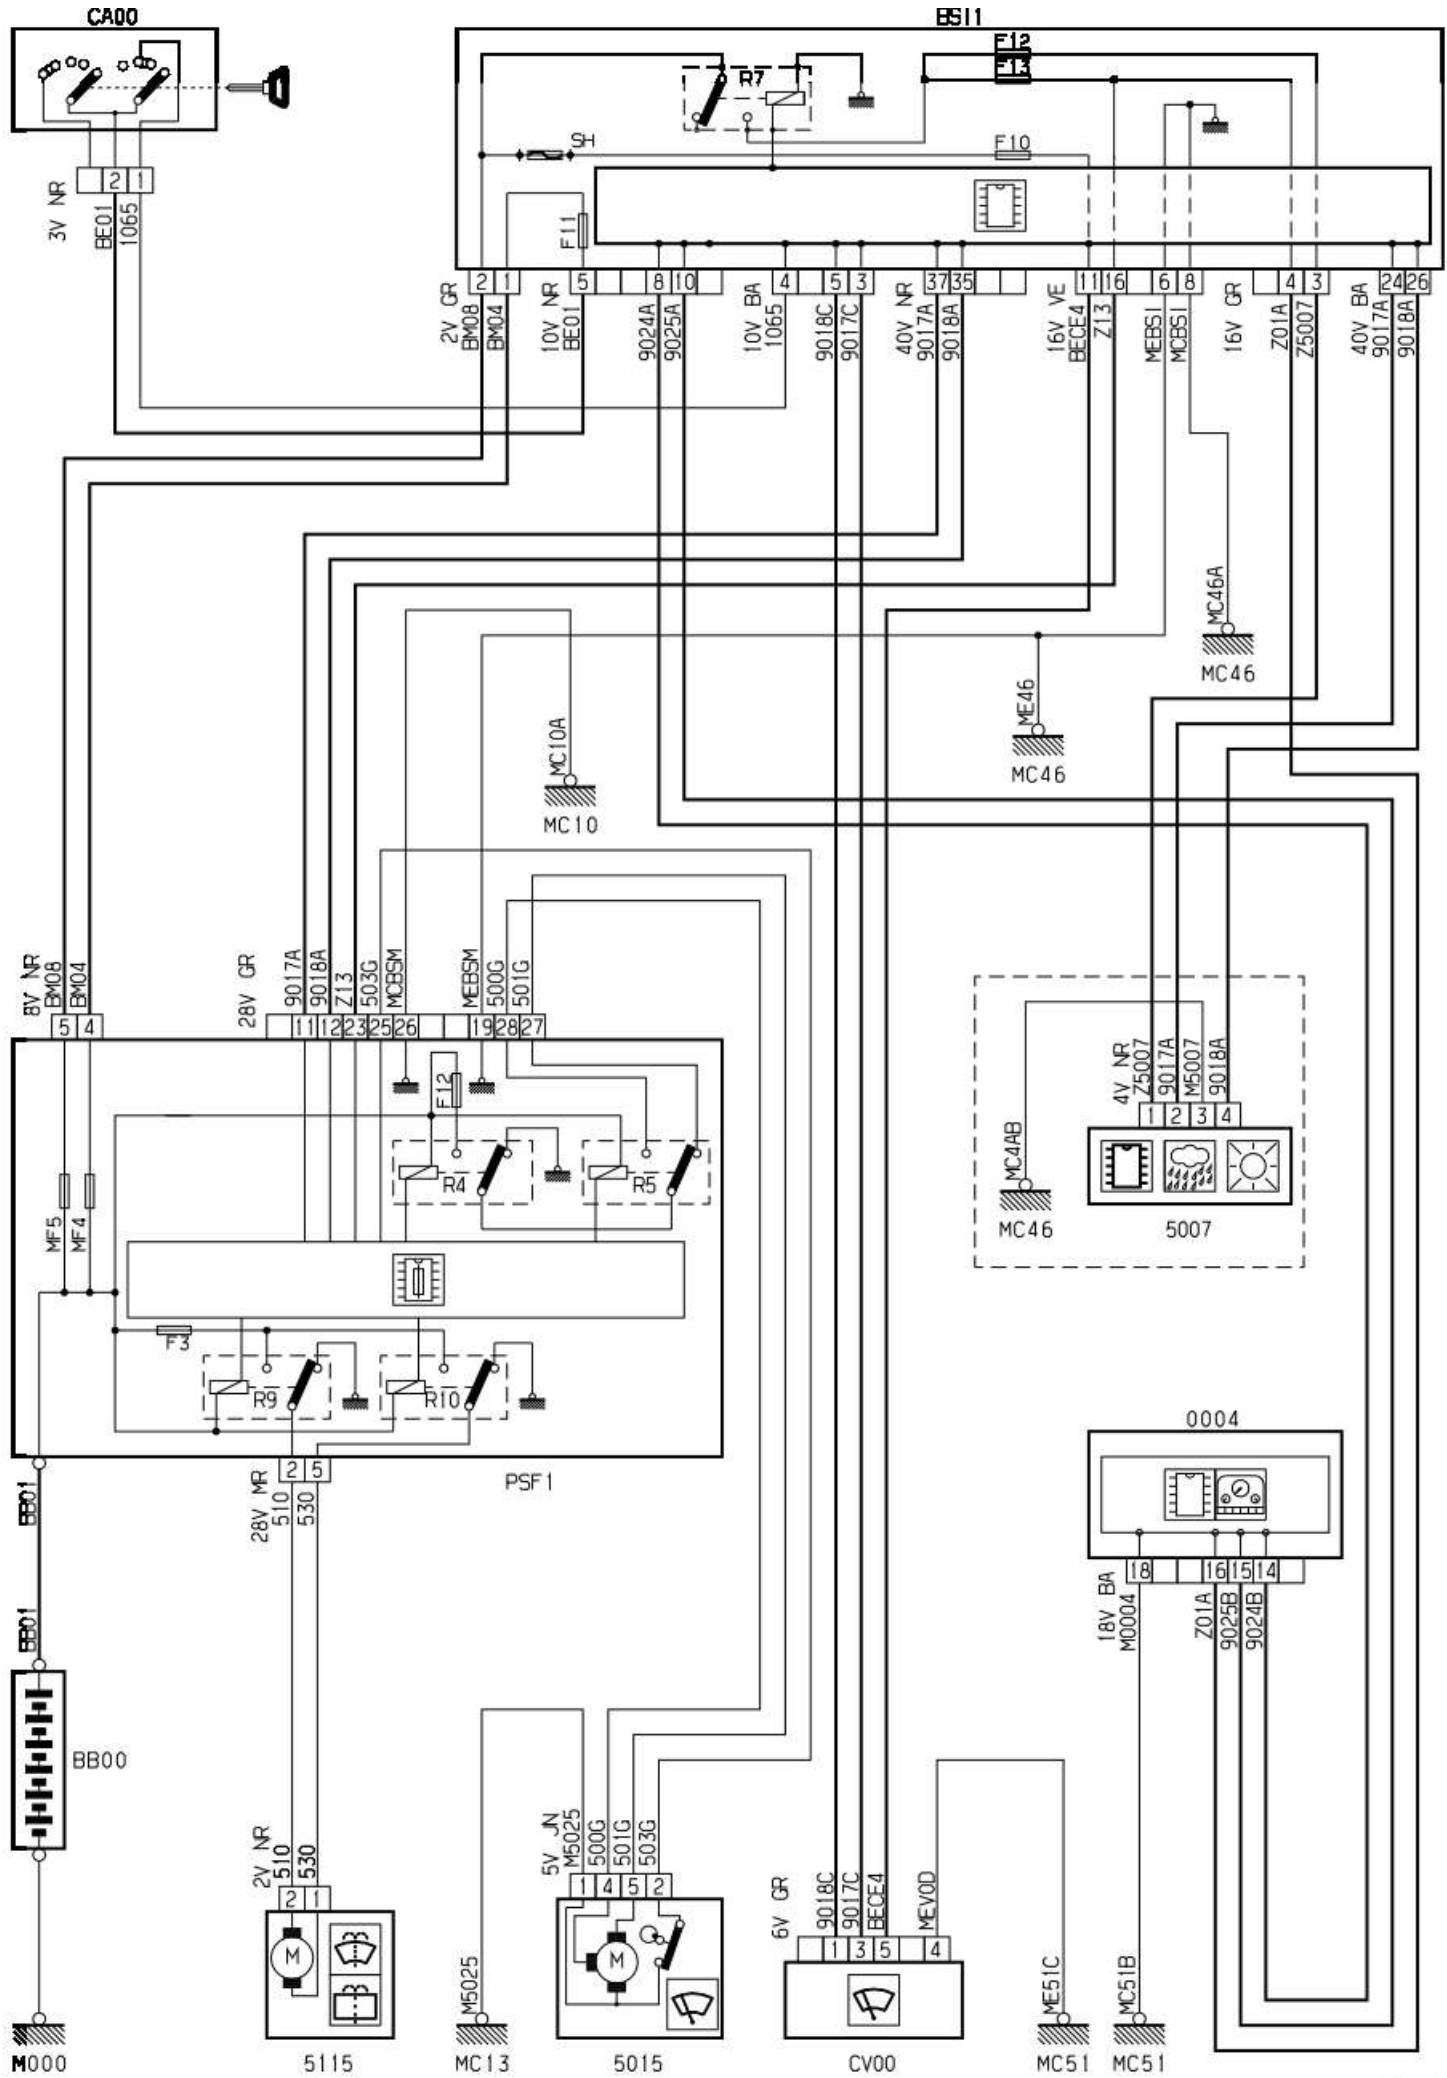 CA00
BSI1
F12
F13
R7
SH
F10
F11
2 1
3V NR
BE01
1065
2 1 5 8 10 4 5 3 37 35 11 16 6 8 4 3 24 26
2V GR
BM08
BM04
10V NR
BE01
9024A
9025A
10V BA
1065
9018C
9017C
40V NR
9017A
9018A
16V VE
BECE4
Z13
MEBSI
MCBSI
16V GR
Z01A
Z5007
40V BA
9017A
9018A
MC46A
MC46
ME46
MC46
MC10A
MC10
8V NR
BM08
BM04
28V GR
9017A
9018A
Z13
503G
MCBSM
MEBSM
500G
501G
5 4 11 12 23 25 26 19 28 27
F12
R4
R5
MF5
MF4
F3
R9
R10
2 5
PSF1
28V MR
510
530
4V NR
Z5007
9017A
M5007
9018A
1 2 3 4
MC4AB
MC46
5007
0004
18 16 15 14
18V BA
M0004
Z01A
9025B
9024B
BB01
BB01
BB00
2V NR
510
530
2 1
M
5V JN
M5025
500G
501G
503G
1 4 5 2
M
6V GR
9018C
9017C
BECE4
MEV0D
1 3 5 4
M5025
ME51C
MC51B
M000
5115
MC13
5015
CV00
MC51
MC51